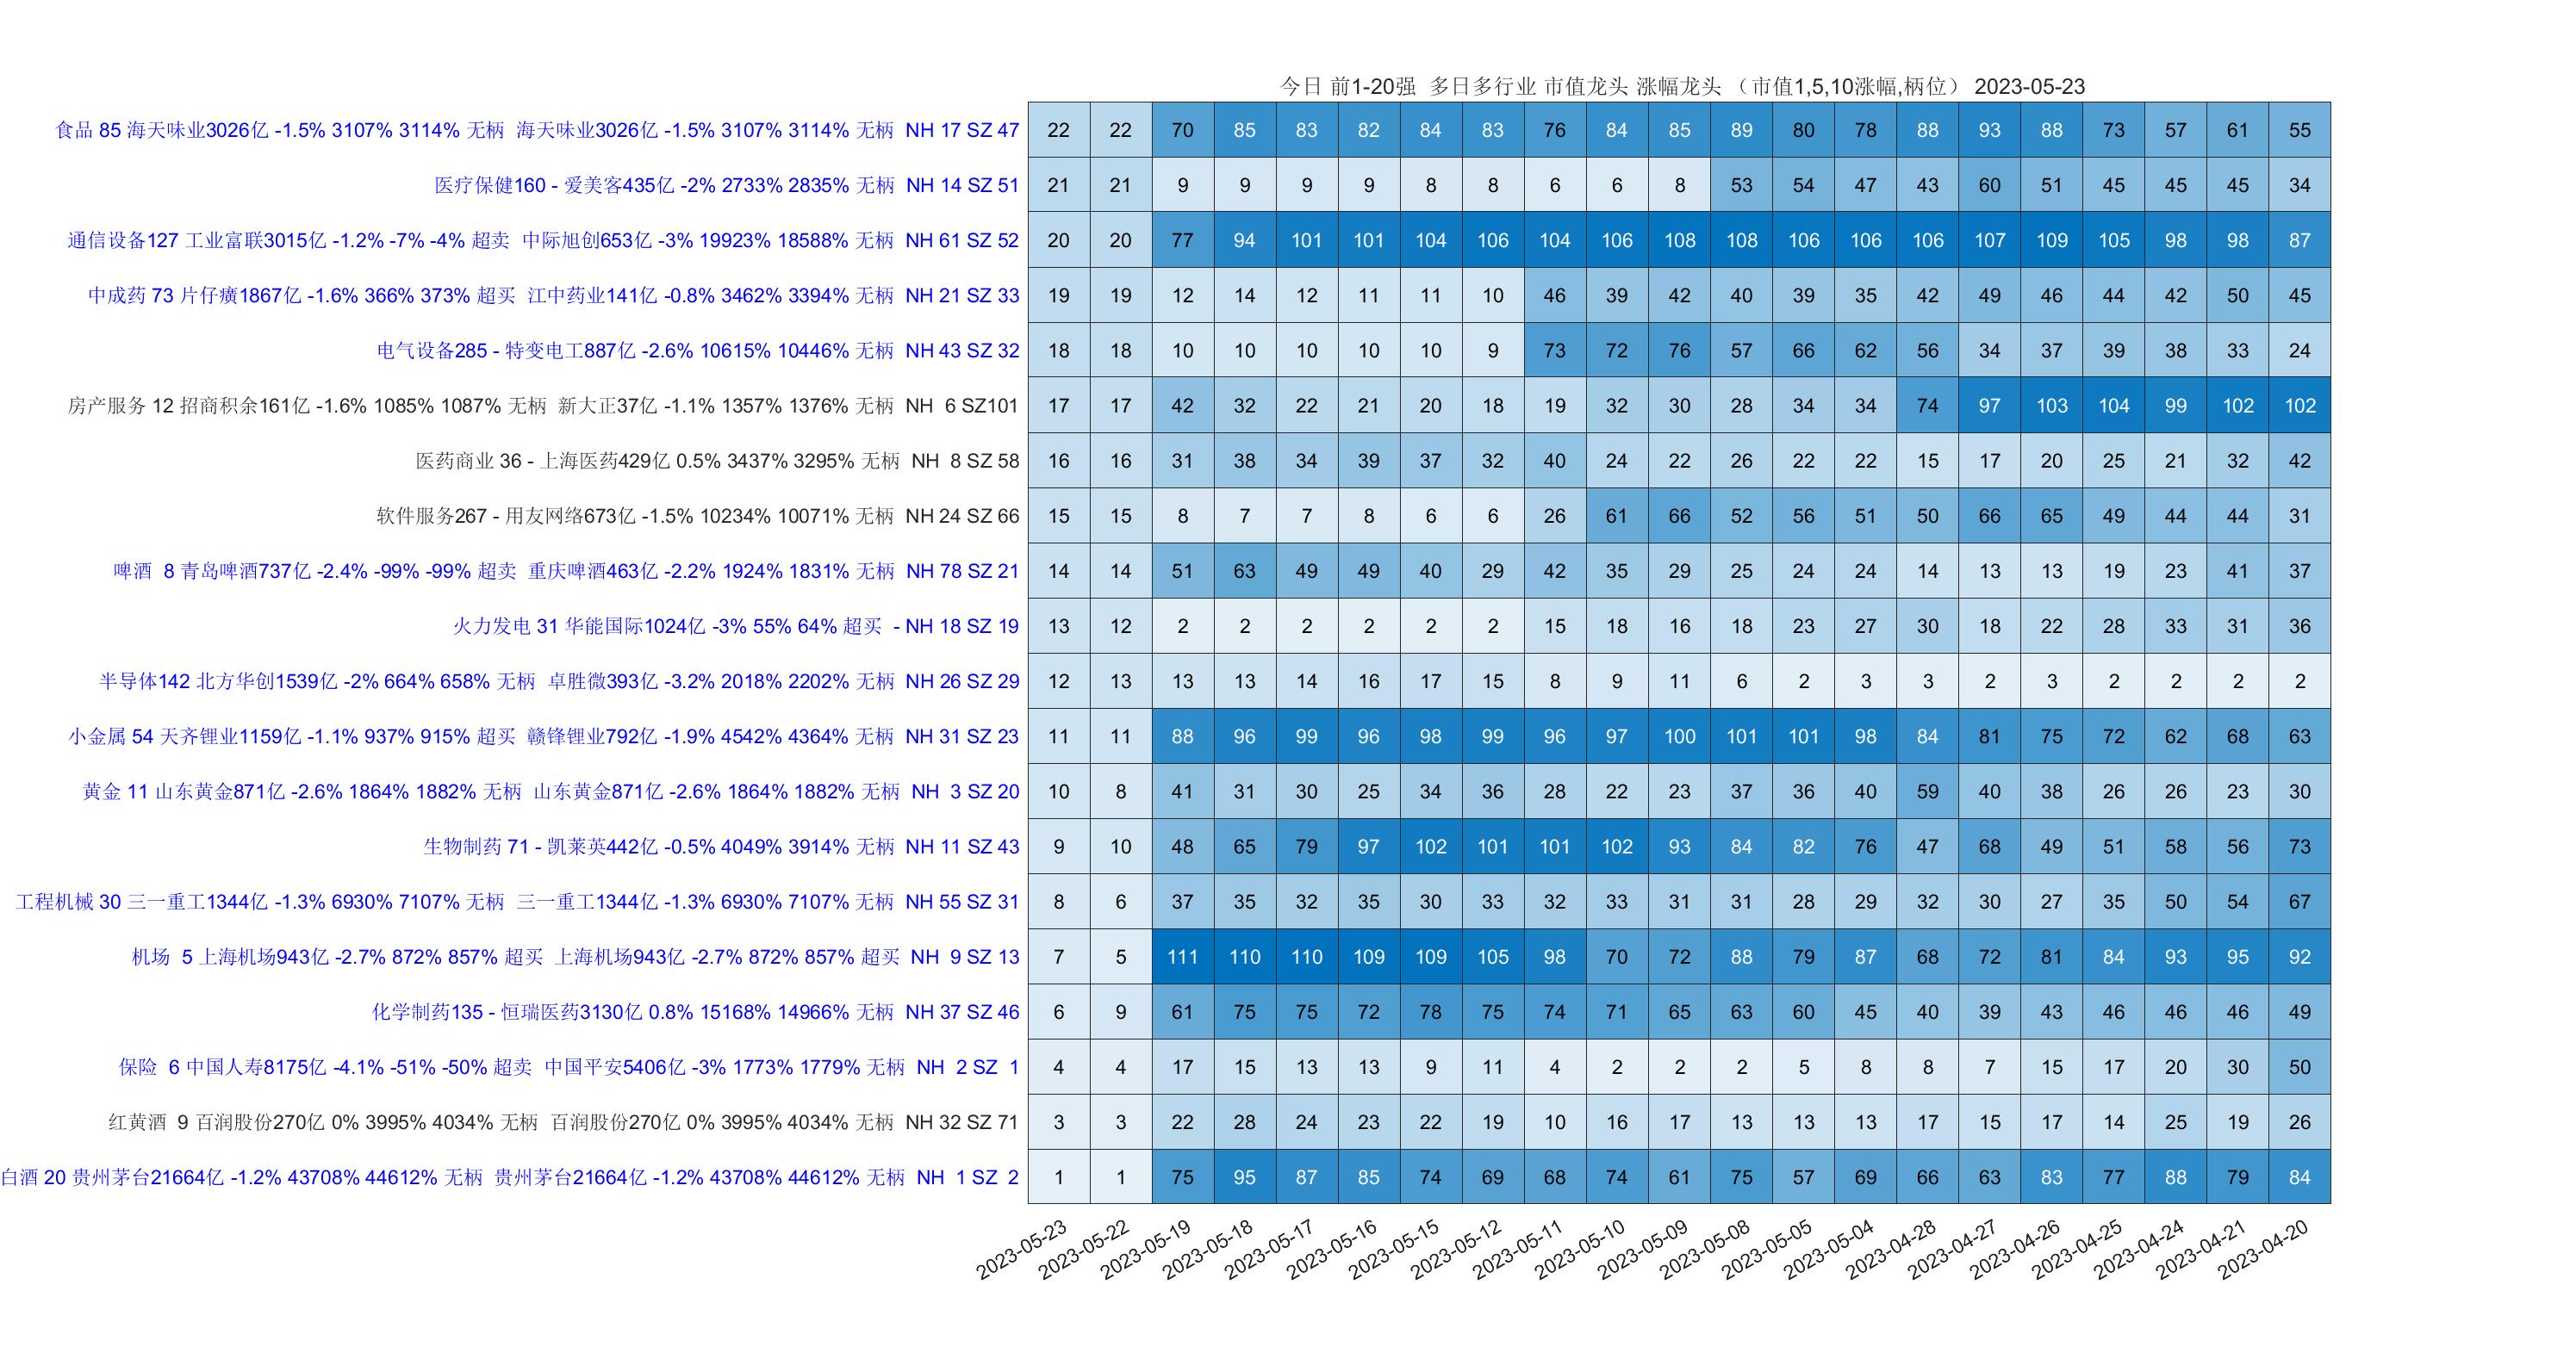 今日 前1-20强 多日多行业 市值龙头 涨幅龙头 （市值1,5,10涨幅,柄位） 2023-05-23
食品 85 海天味业3026亿 -1.5% 3107% 3114% 无柄 海天味业3026亿 -1.5% 3107% 3114% 无柄 NH 17 SZ 47 22 22 70 85 83 82 84 83 76 84 85 89 80 78 88 93 88 73 57 61 55
医疗保健160 - 爱美客435亿 -2% 2733% 2835% 无柄 NH 14 SZ 51 21 21 9 9 9 9 8 8 6 6 8 53 54 47 43 60 51 45 45 45 34
通信设备127 工业富联3015亿 -1.2% -7% -4% 超卖 中际旭创653亿 -3% 19923% 18588% 无柄 NH 61 SZ 52 20 20 77 94 101 101 104 106 104 106 108 108 106 106 106 107 109 105 98 98 87
中成药 73 片仔癀1867亿 -1.6% 366% 373% 超买 江中药业141亿 -0.8% 3462% 3394% 无柄 NH 21 SZ 33 19 19 12 14 12 11 11 10 46 39 42 40 39 35 42 49 46 44 42 50 45
电气设备285 - 特变电工887亿 -2.6% 10615% 10446% 无柄 NH 43 SZ 32 18 18 10 10 10 10 10 9 73 72 76 57 66 62 56 34 37 39 38 33 24
房产服务 12 招商积余161亿 -1.6% 1085% 1087% 无柄 新大正37亿 -1.1% 1357% 1376% 无柄 NH 6 SZ101 17 17 42 32 22 21 20 18 19 32 30 28 34 34 74 97 103 104 99 102 102
医药商业 36 - 上海医药429亿 0.5% 3437% 3295% 无柄 NH 8 SZ 58 16 16 31 38 34 39 37 32 40 24 22 26 22 22 15 17 20 25 21 32 42
软件服务267 - 用友网络673亿 -1.5% 10234% 10071% 无柄 NH 24 SZ 66 15 15 8 7 7 8 6 6 26 61 66 52 56 51 50 66 65 49 44 44 31
啤酒 8 青岛啤酒737亿 -2.4% -99% -99% 超卖 重庆啤酒463亿 -2.2% 1924% 1831% 无柄 NH 78 SZ 21 14 14 51 63 49 49 40 29 42 35 29 25 24 24 14 13 13 19 23 41 37
火力发电 31 华能国际1024亿 -3% 55% 64% 超买 - NH 18 SZ 19 13 12 2 2 2 2 2 2 15 18 16 18 23 27 30 18 22 28 33 31 36
半导体142 北方华创1539亿 -2% 664% 658% 无柄 卓胜微393亿 -3.2% 2018% 2202% 无柄 NH 26 SZ 29 12 13 13 13 14 16 17 15 8 9 11 6 2 3 3 2 3 2 2 2 2
小金属 54 天齐锂业1159亿 -1.1% 937% 915% 超买 赣锋锂业792亿 -1.9% 4542% 4364% 无柄 NH 31 SZ 23 11 11 88 96 99 96 98 99 96 97 100 101 101 98 84 81 75 72 62 68 63
黄金 11 山东黄金871亿 -2.6% 1864% 1882% 无柄 山东黄金871亿 -2.6% 1864% 1882% 无柄 NH 3 SZ 20 10 8 41 31 30 25 34 36 28 22 23 37 36 40 59 40 38 26 26 23 30
生物制药 71 - 凯莱英442亿 -0.5% 4049% 3914% 无柄 NH 11 SZ 43 9 10 48 65 79 97 102 101 101 102 93 84 82 76 47 68 49 51 58 56 73
工程机械 30 三一重工1344亿 -1.3% 6930% 7107% 无柄 三一重工1344亿 -1.3% 6930% 7107% 无柄 NH 55 SZ 31 8 6 37 35 32 35 30 33 32 33 31 31 28 29 32 30 27 35 50 54 67
机场 5 上海机场943亿 -2.7% 872% 857% 超买 上海机场943亿 -2.7% 872% 857% 超买 NH 9 SZ 13 7 5 111 110 110 109 109 105 98 70 72 88 79 87 68 72 81 84 93 95 92
化学制药135 - 恒瑞医药3130亿 0.8% 15168% 14966% 无柄 NH 37 SZ 46 6 9 61 75 75 72 78 75 74 71 65 63 60 45 40 39 43 46 46 46 49
保险 6 中国人寿8175亿 -4.1% -51% -50% 超卖 中国平安5406亿 -3% 1773% 1779% 无柄 NH 2 SZ 1 4 4 17 15 13 13 9 11 4 2 2 2 5 8 8 7 15 17 20 30 50
红黄酒 9 百润股份270亿 0% 3995% 4034% 无柄 百润股份270亿 0% 3995% 4034% 无柄 NH 32 SZ 71 3 3 22 28 24 23 22 19 10 16 17 13 13 13 17 15 17 14 25 19 26
白酒 20 贵州茅台21664亿 -1.2% 43708% 44612% 无柄 贵州茅台21664亿 -1.2% 43708% 44612% 无柄 NH 1 SZ 2 1 1 75 95 87 85 74 69 68 74 61 75 57 69 66 63 83 77 88 79 84
2023-05-23 2023-05-22 2023-05-19 2023-05-18 2023-05-17 2023-05-16 2023-05-15 2023-05-12 2023-05-11 2023-05-10 2023-05-09 2023-05-08 2023-05-05 2023-05-04 2023-04-28 2023-04-27 2023-04-26 2023-04-25 2023-04-24 2023-04-21 2023-04-20